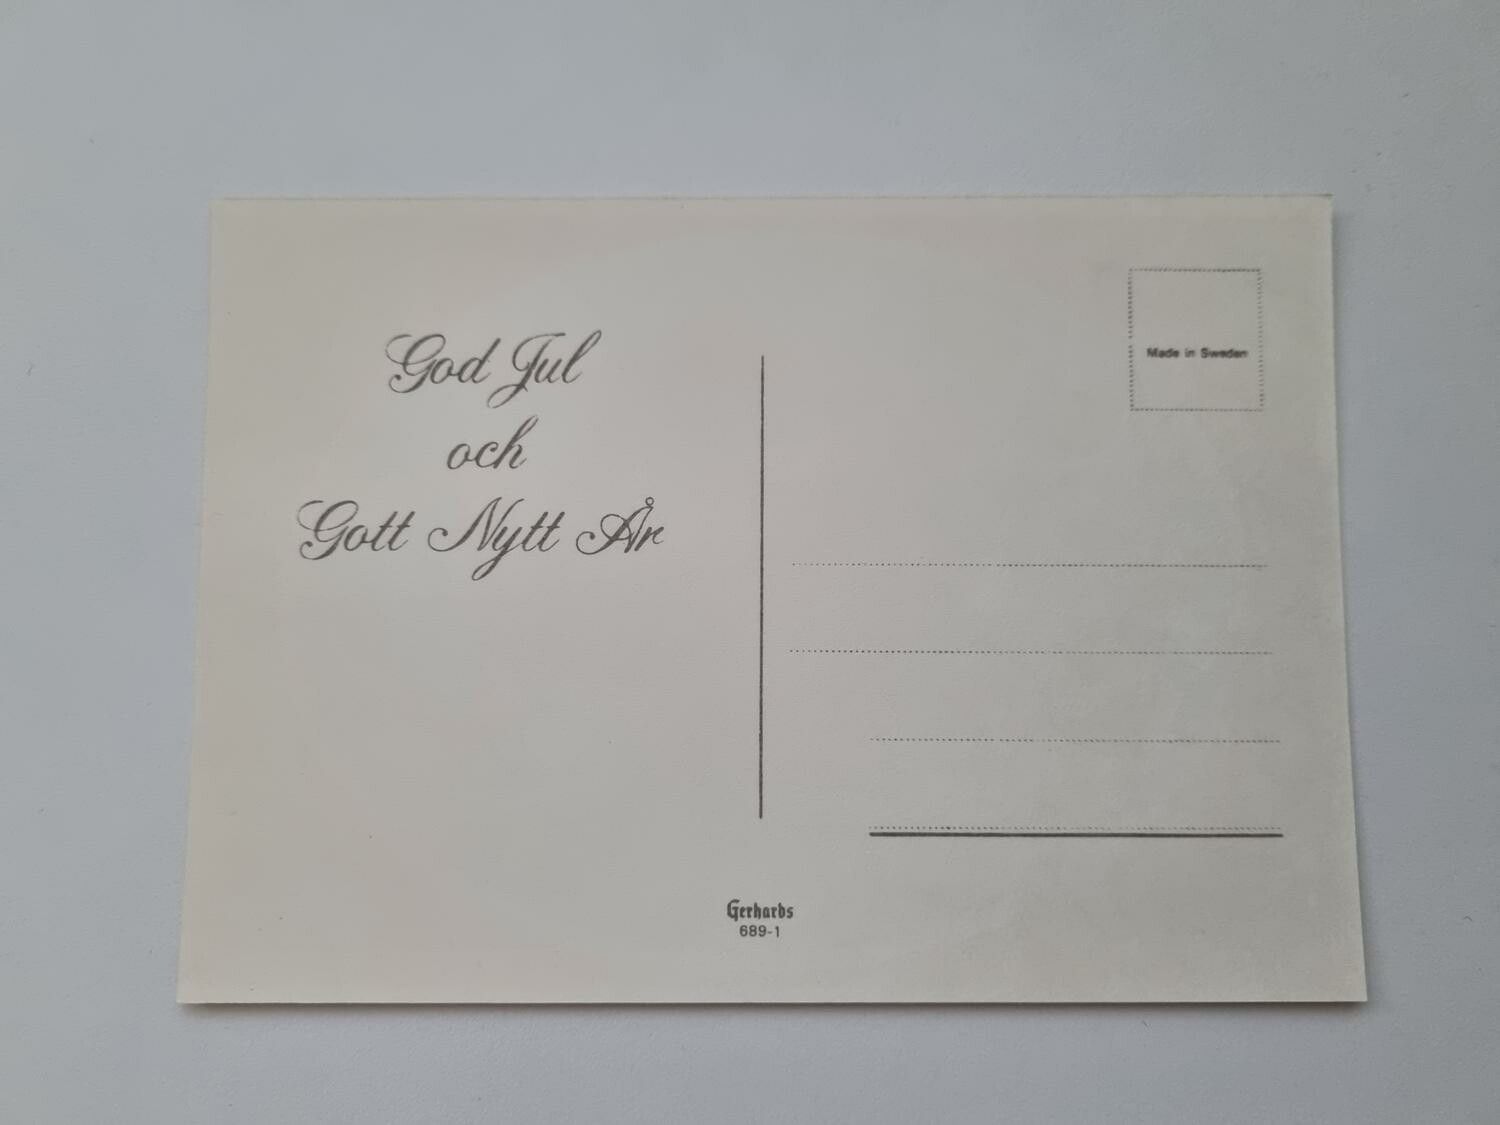 God Jul
och
Gott Nytt År
Made in Sweden
Gerhards
689-1